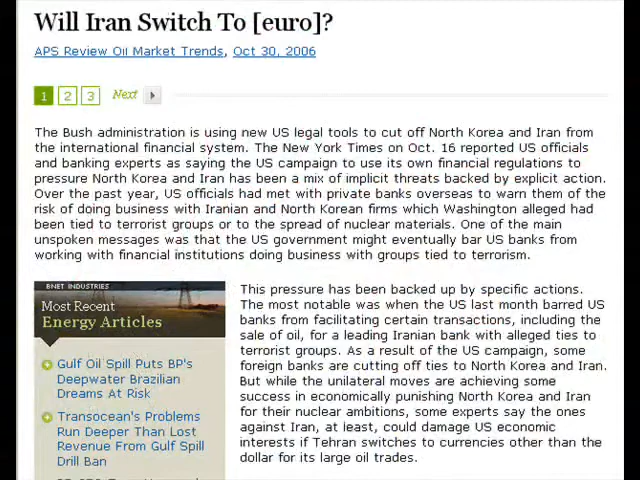 Will Iran Switch To [euro]?
APS Review Oil Market Trends, Oct 30, 2006
1 2 3 Next
The Bush administration is using new US legal tools to cut off North Korea and Iran from
the international financial system. The New York Times on Oct. 16 reported US officials
and banking experts as saying the US campaign to use its own financial regulations to
pressure North Korea and Iran has been a mix of implicit threats backed by explicit action.
Over the past year, US officials had met with private banks overseas to warn them of the
risk of doing business with Iranian and North Korean firms which Washington alleged had
been tied to terrorist groups or to the spread of nuclear materials. One of the main
unspoken messages was that the US government might eventually bar US banks from
working with financial institutions doing business with groups tied to terrorism.
BNET INDUSTRIES
Most Recent
Energy Articles
Gulf Oil Spill Puts BP's
Deepwater Brazilian
Dreams At Risk
Transocean's Problems
Run Deeper Than Lost
Revenue From Gulf Spill
Drill Ban
This pressure has been backed up by specific actions.
The most notable was when the US last month barred US
banks from facilitating certain transactions, including the
sale of oil, for a leading Iranian bank with alleged ties to
terrorist groups. As a result of the US campaign, some
foreign banks are cutting off ties to North Korea and Iran.
But while the unilateral moves are achieving some
success in economically punishing North Korea and Iran
for their nuclear ambitions, some experts say the ones
against Iran, at least, could damage US economic
interests if Tehran switches to currencies other than the
dollar for its large oil trades.